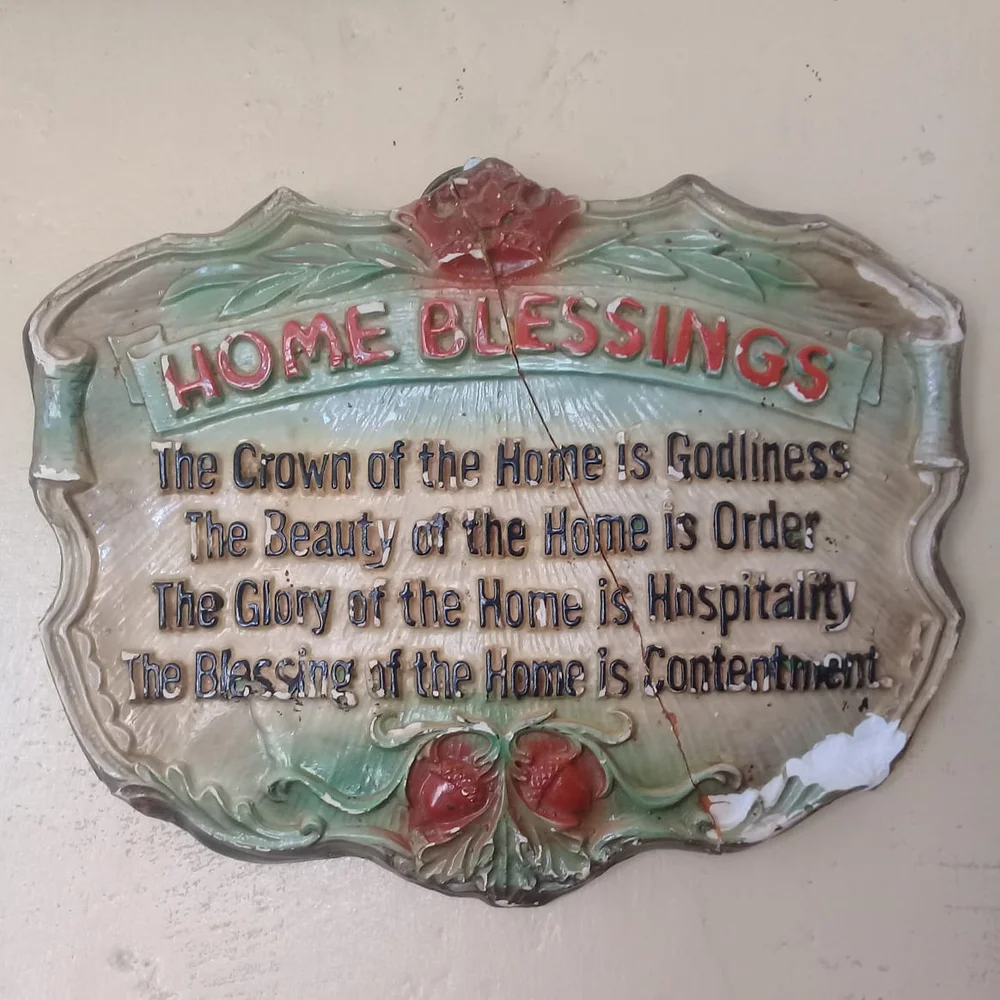 HOME BLESSINGS
The Crown of the Home is Godliness
The Beauty of the Home is Order
The Glory of the Home is Hospitality
The Blessing of the Home is Contentment.